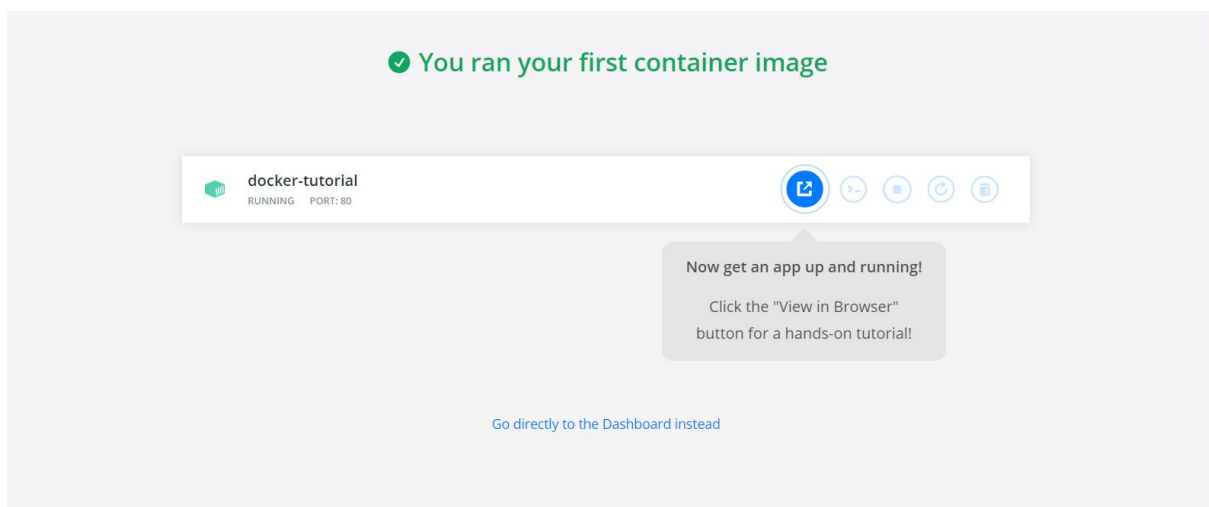 You ran your first container image
docker-tutorial
RUNNING PORT: 80
Now get an app up and running!
Click the "View in Browser"
button for a hands-on tutorial!
Go directly to the Dashboard instead